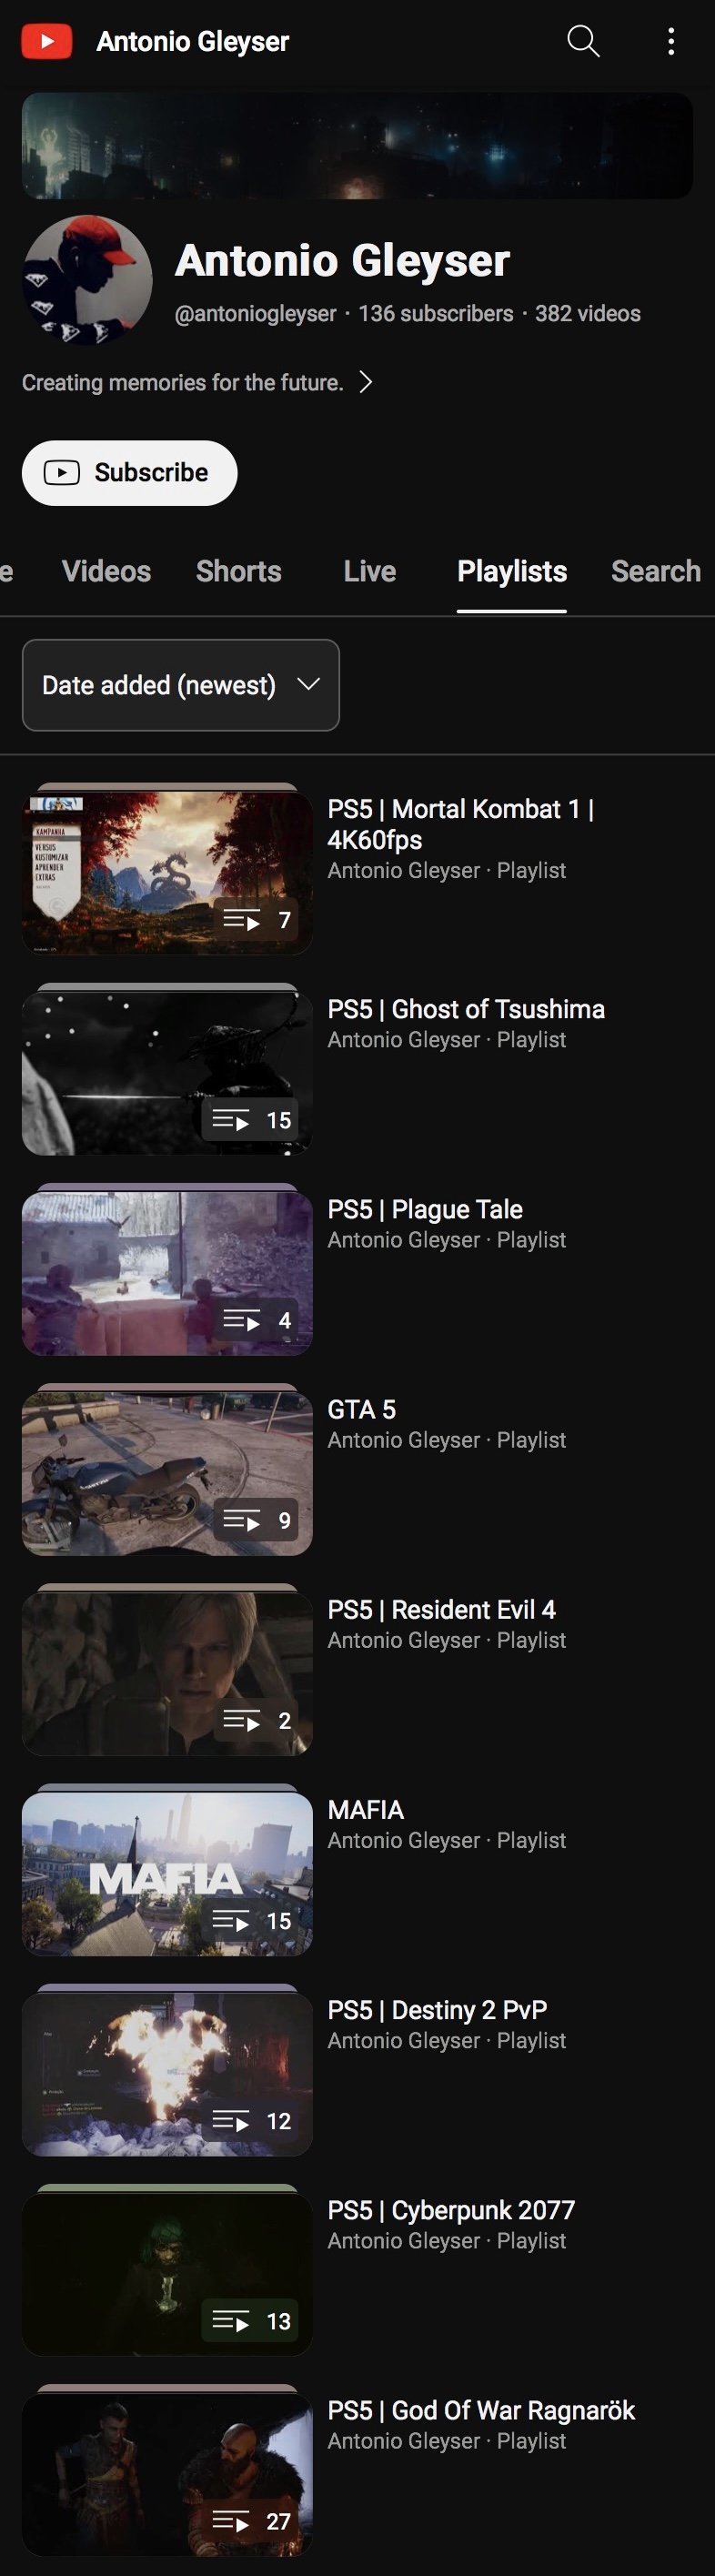 Antonio Gleyser
Antonio Gleyser
@antoniogleyser · 136 subscribers · 382 videos
Creating memories for the future.
Subscribe
e Videos Shorts Live Playlists Search
Date added (newest)
KAMPANHA
VERSUS
KUSTOMIZAR
APRENDER
EXTRAS
7
PS5 | Mortal Kombat 1 |
4K60fps
Antonio Gleyser · Playlist
15
PS5 | Ghost of Tsushima
Antonio Gleyser · Playlist
4
PS5 | Plague Tale
Antonio Gleyser · Playlist
9
GTA 5
Antonio Gleyser · Playlist
2
PS5 | Resident Evil 4
Antonio Gleyser · Playlist
MAFIA
15
MAFIA
Antonio Gleyser · Playlist
12
PS5 | Destiny 2 PvP
Antonio Gleyser · Playlist
13
PS5 | Cyberpunk 2077
Antonio Gleyser · Playlist
27
PS5 | God Of War Ragnarök
Antonio Gleyser · Playlist